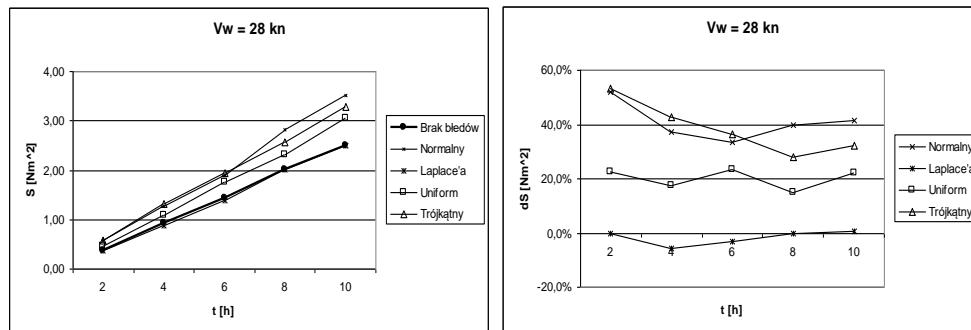 Vw = 28 kn
4,00
3,00
2,00
1,00
0,00
S [Nm^2]
2 4 6 8 10
t [h]
Brak błedów
Normalny
Laplace'a
Uniform
Trójkątny
Vw = 28 kn
60,0%
40,0%
20,0%
0,0%
-20,0%
dS [Nm^2]
2 4 6 8 10
t [h]
Normalny
Laplace'a
Uniform
Trójkątny